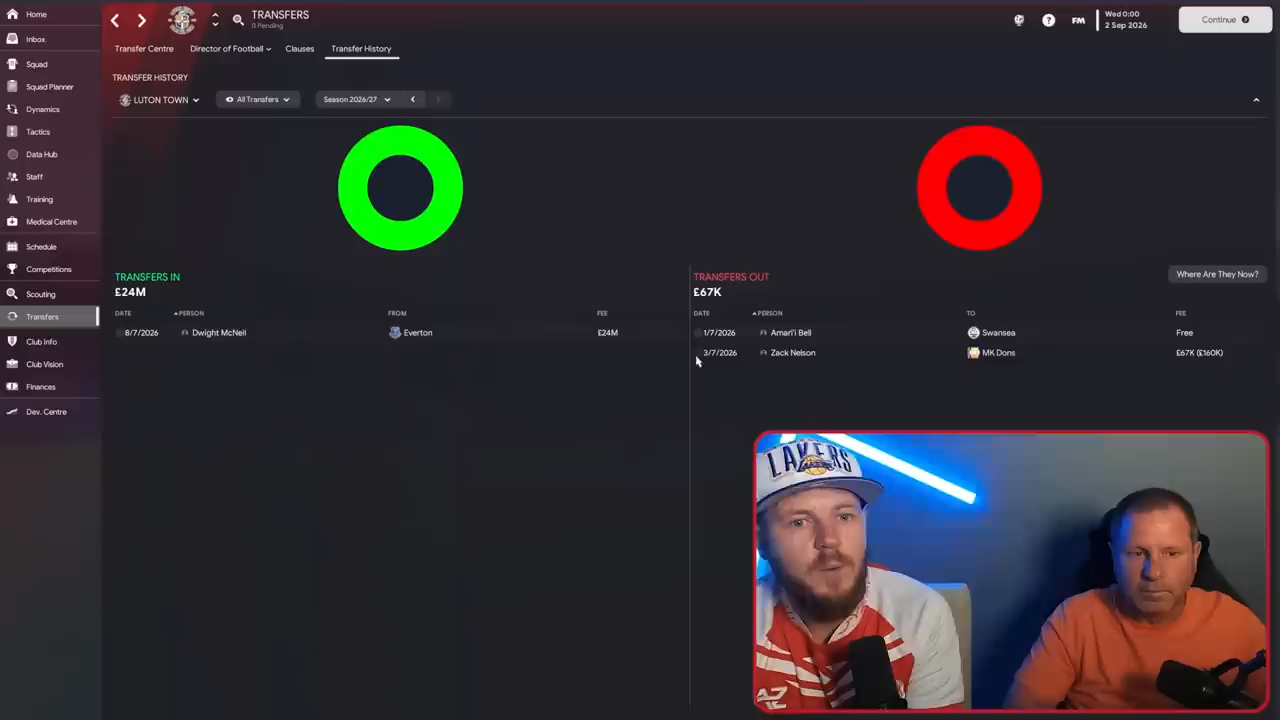 Home
TRANSFERS
0 Pending
FM
Wed 0:00
2 Sep 2026
Continue
Inbox
Transfer Centre
Director of Football
Clauses
Transfer History
Squad
TRANSFER HISTORY
Squad Planner
LUTON TOWN
All Transfers
Season 2026/27
Dynamics
Tactics
Data Hub
Staff
Training
Medical Centre
Schedule
Competitions
Scouting
Transfers
Club Info
Club Vision
Finances
Dev. Centre
TRANSFERS IN
£24M
DATE
PERSON
FROM
FEE
8/7/2026
Dwight McNeil
Everton
£24M
TRANSFERS OUT
£67K
Where Are They Now?
DATE
PERSON
TO
FEE
1/7/2026
Amari'i Bell
Swansea
Free
3/7/2026
Zack Nelson
MK Dons
£67K (£160K)
LAKERS